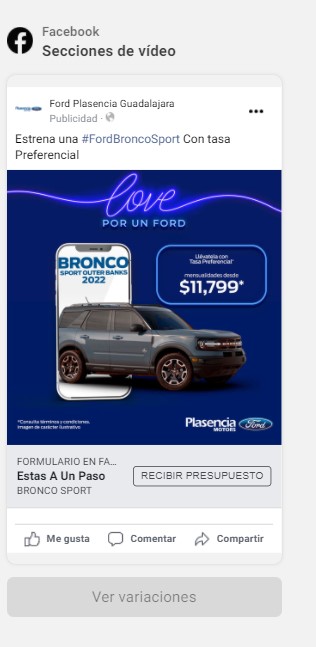 Facebook
Secciones de vídeo
Ford Plasencia Guadalajara
Publicidad ·
Estrena una #FordBroncoSport Con tasa
Preferencial
love
POR UN FORD
BRONCO
SPORT OUTER BANKS
2022
Llévatela con
Tasa Preferencial*
mensualidades desde
$11,799*
*Consulta términos y condiciones.
Imagen de carácter ilustrativo
Plasencia
MOTORS
Ford
FORMULARIO EN FA...
Estas A Un Paso
BRONCO SPORT
RECIBIR PRESUPUESTO
Me gusta
Comentar
Compartir
Ver variaciones